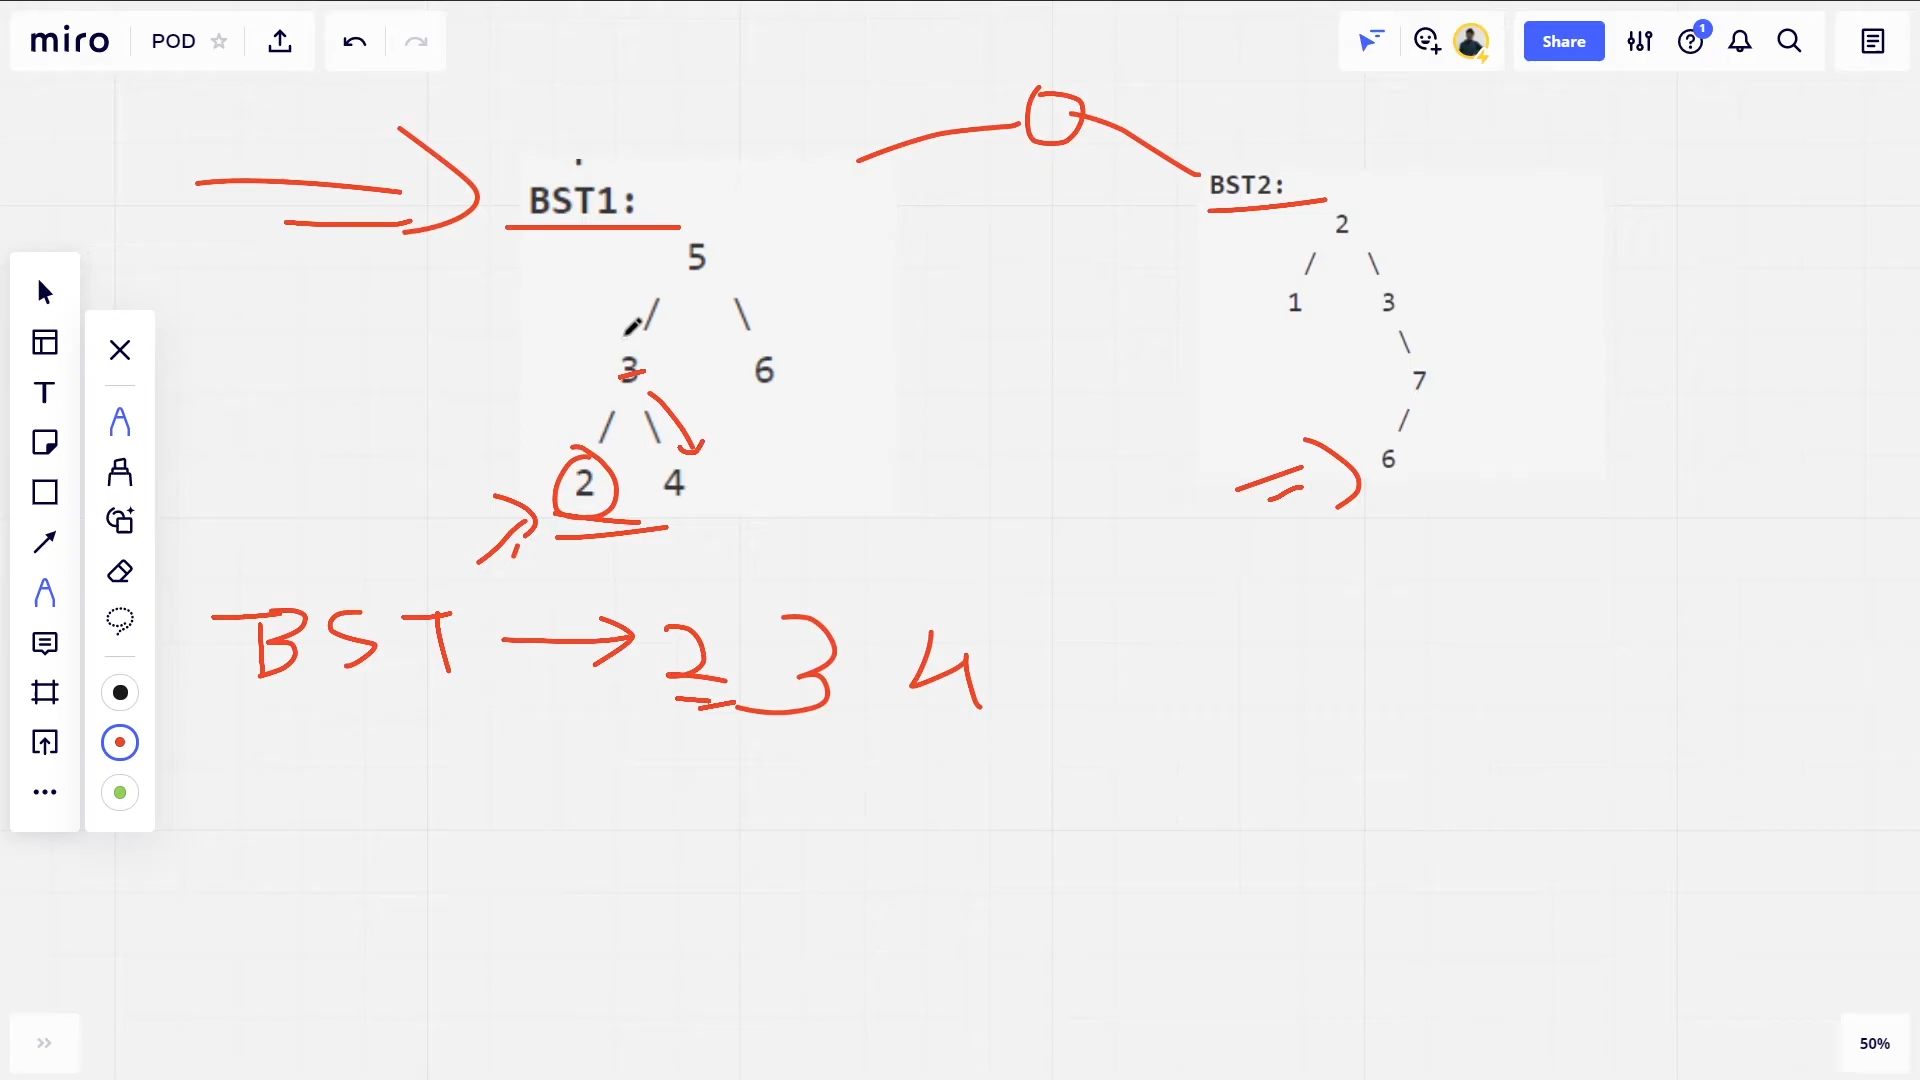 miro POD Share 1
BST1:
5
/ \
3 6
/ \
2 4
BST2:
2
/ \
1 3
\
7
/
6
T
BST → 2 3 4
50%